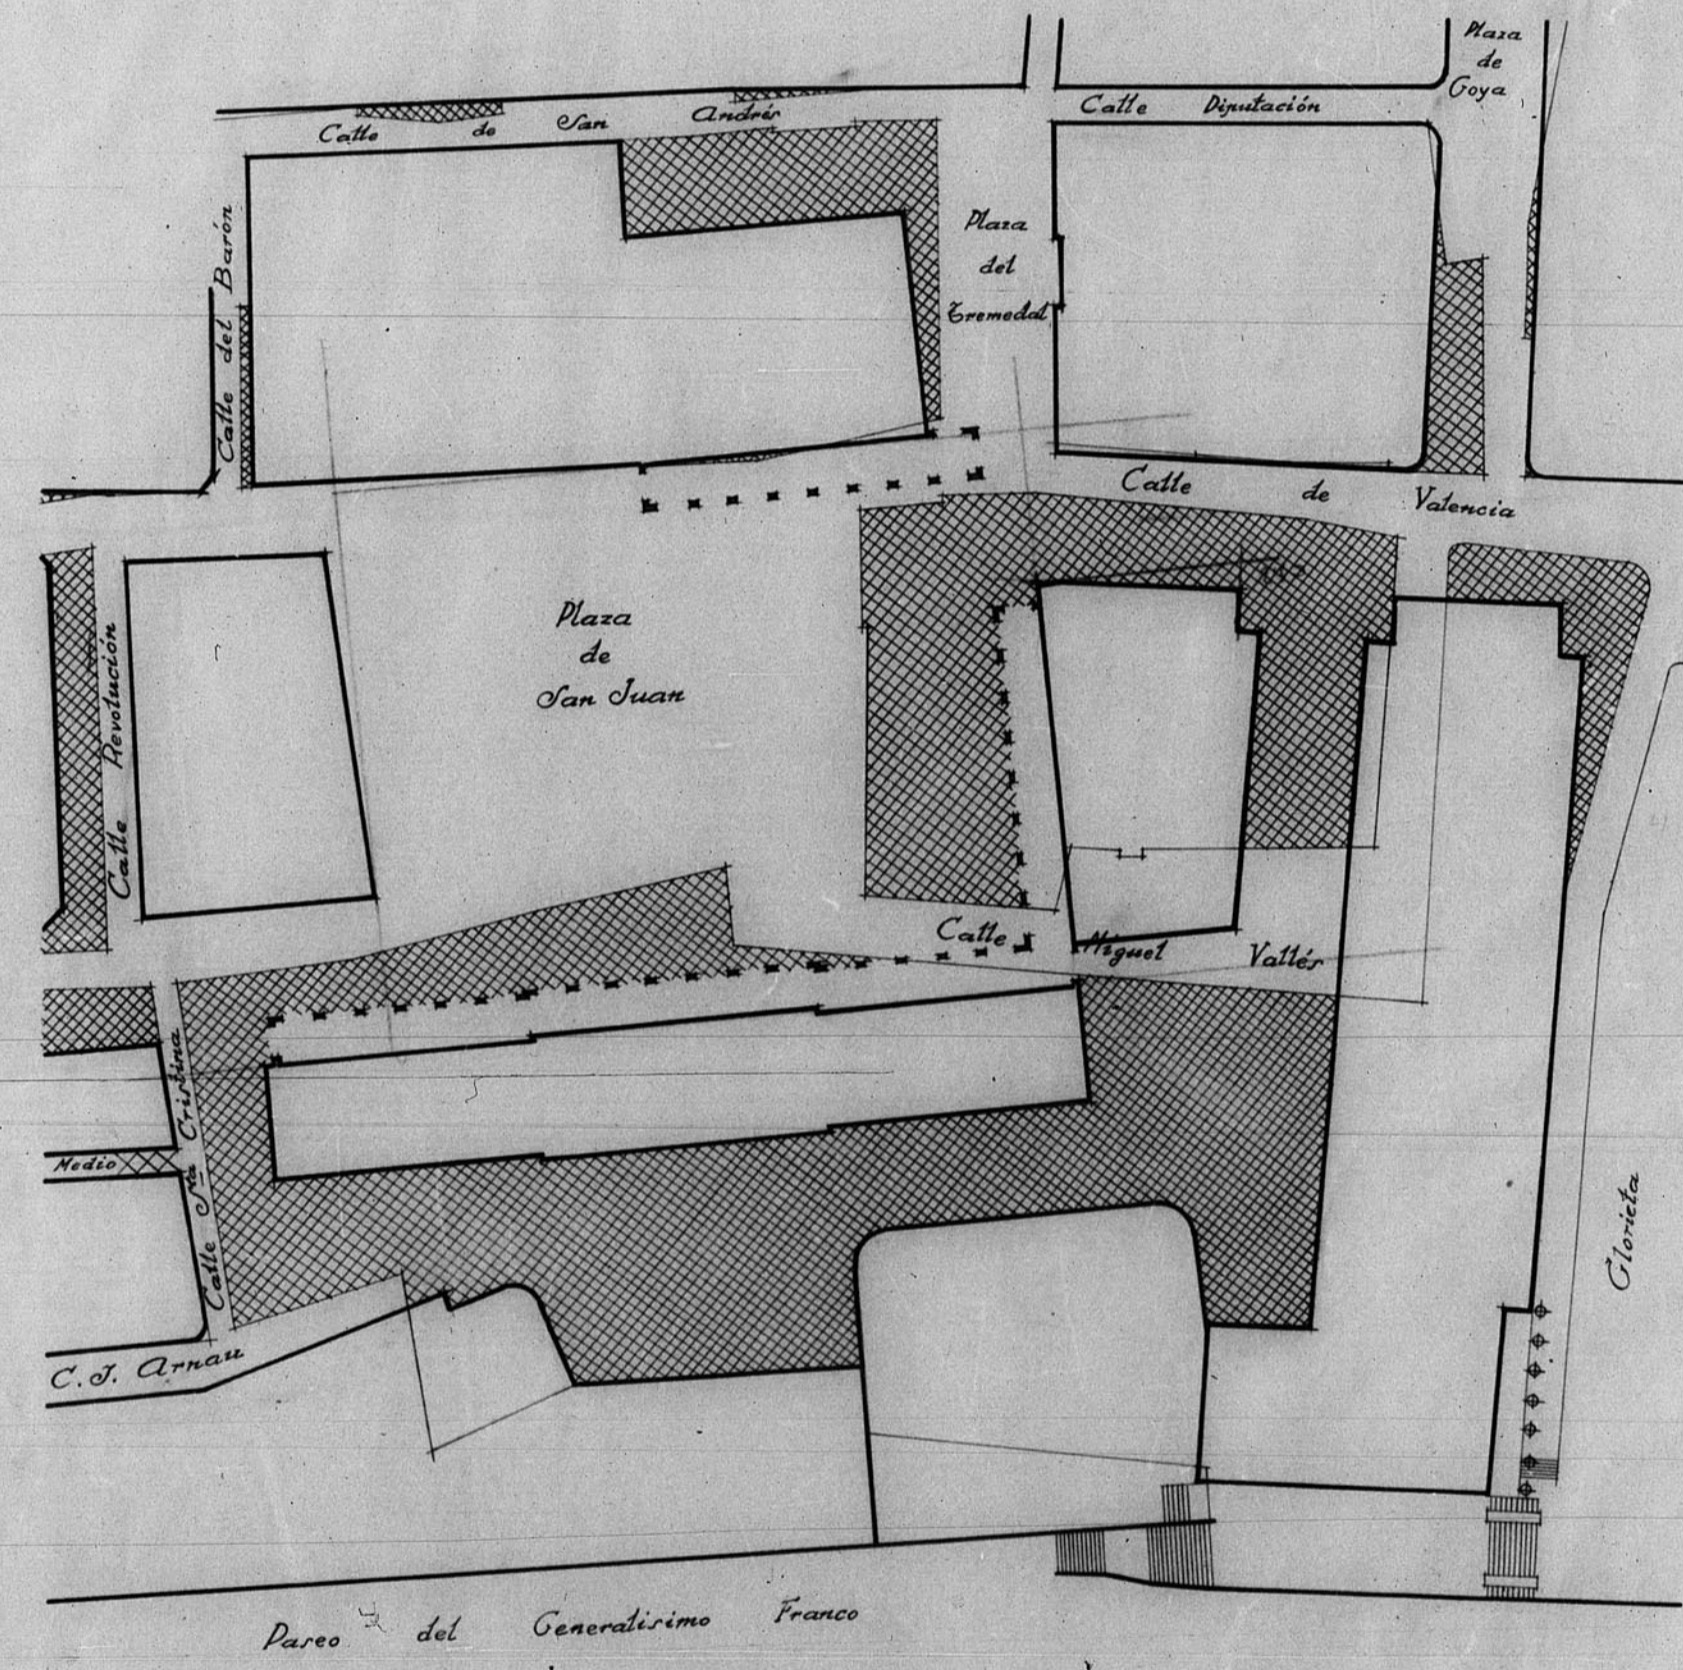 Plaza
de
Goya
Calle de San Andrés
Calle Diputación
Calle del Barón
Plaza
del
Tremedal
Calle de Valencia
Calle Revolución
Plaza
de
San Juan
Calle Miguel Vallés
Calle Sta Cristina
Medio
C. J. Arnau
Glorieta
Paseo del Generalisimo Franco